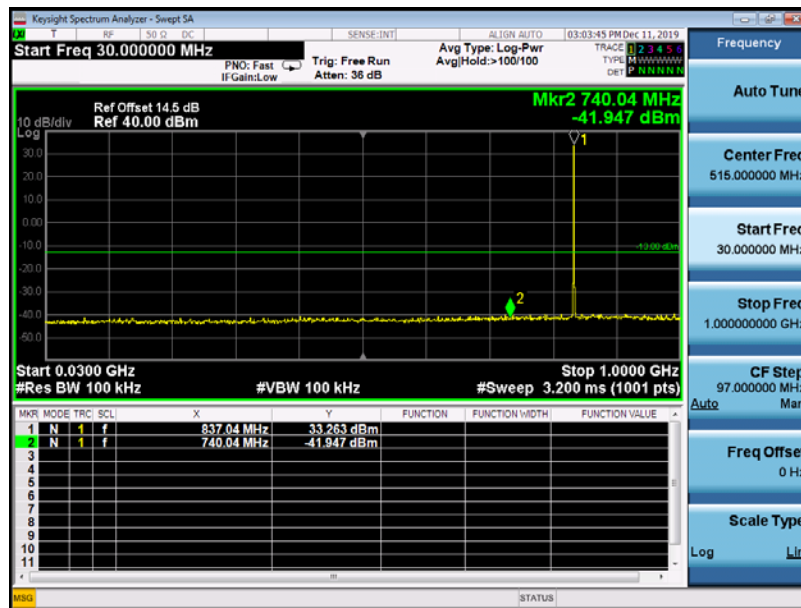 Keysight Spectrum Analyzer - Swept SA
T RF 50 Ω DC SENSE:INT ALIGN AUTO 03:03:45 PM Dec 11, 2019
Start Freq 30.000000 MHz
PNO: Fast
IFGain:Low
Trig: Free Run
Atten: 36 dB
Avg Type: Log-Pwr
Avg|Hold:>100/100
TRACE 1 2 3 4 5 6
TYPE M WWWWW
DET P N N N N N
Ref Offset 14.5 dB
Ref 40.00 dBm
10 dB/div
Log
Mkr2 740.04 MHz
-41.947 dBm
1
30.0
20.0
10.0
0.00
-10.0
-13.00 dBm
-20.0
-30.0
2
-40.0
-50.0
Start 0.0300 GHz
Stop 1.0000 GHz
#Res BW 100 kHz
#VBW 100 kHz
#Sweep 3.200 ms (1001 pts)
MKR MODE TRC SCL X Y FUNCTION FUNCTION WIDTH FUNCTION VALUE
1 N 1 f 837.04 MHz 33.263 dBm
2 N 1 f 740.04 MHz -41.947 dBm
3
4
5
6
7
8
9
10
11
MSG
STATUS
Frequency
Auto Tune
Center Freq
515.000000 MHz
Start Freq
30.000000 MHz
Stop Freq
1.000000000 GHz
CF Step
97.000000 MHz
Auto Man
Freq Offset
0 Hz
Scale Type
Log Lin